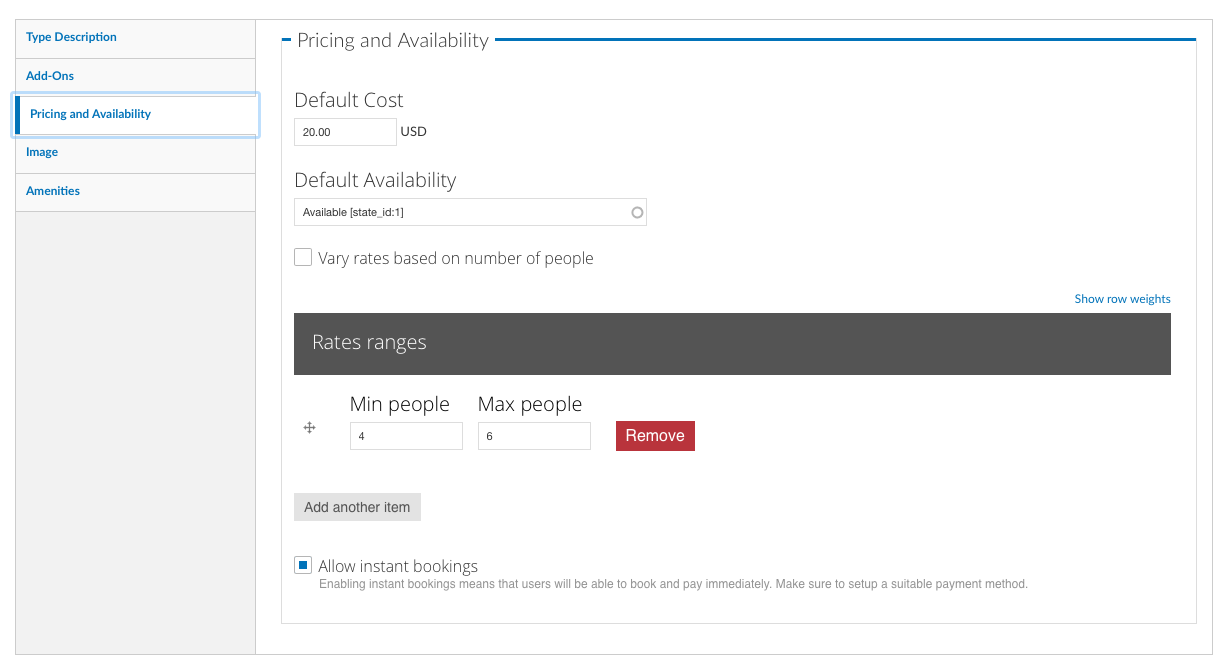 Type Description
Add-Ons
Pricing and Availability
Image
Amenities
Pricing and Availability
Default Cost
20.00 USD
Default Availability
Available [state_id:1]
Vary rates based on number of people
Show row weights
Rates ranges
Min people Max people
4 6 Remove
Add another item
Allow instant bookings
Enabling instant bookings means that users will be able to book and pay immediately. Make sure to setup a suitable payment method.